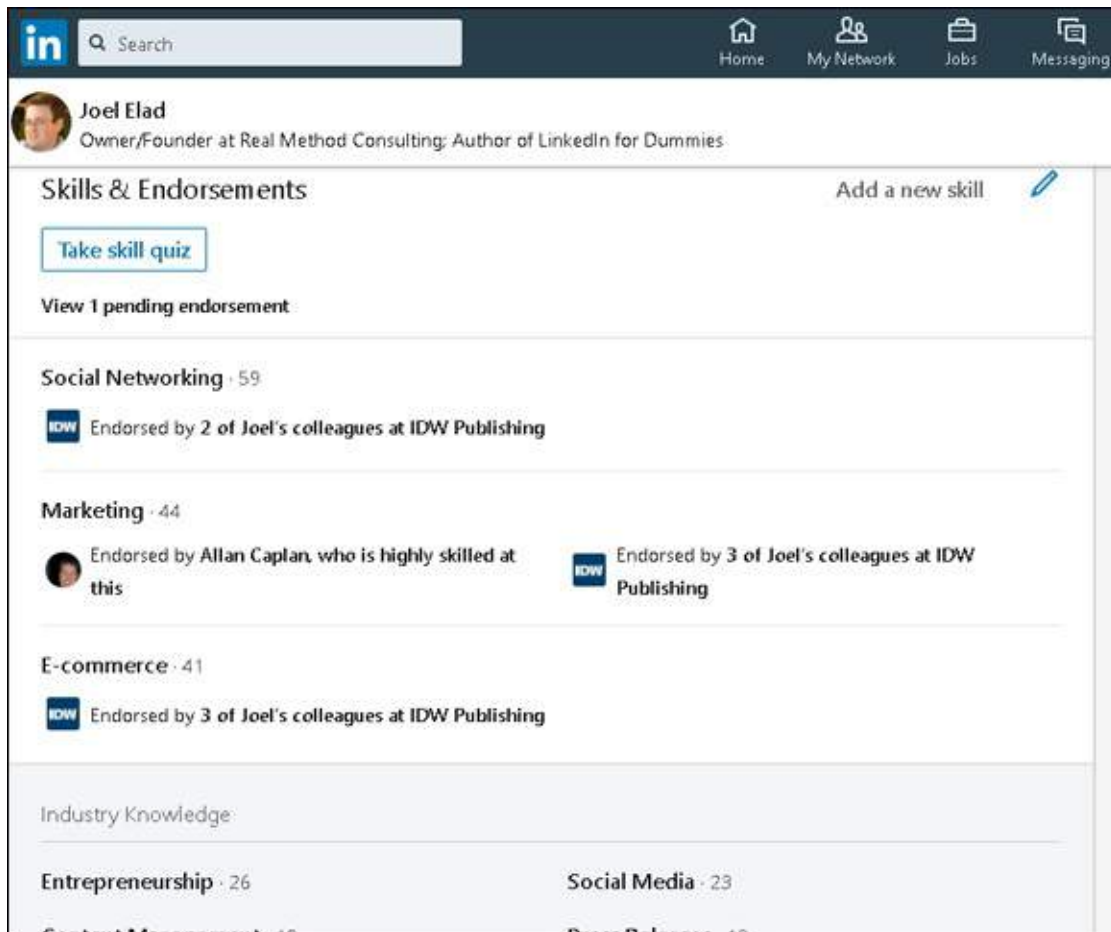 in
Search
Home
My Network
Jobs
Messaging
Joel Elad
Owner/Founder at Real Method Consulting; Author of LinkedIn for Dummies
Skills & Endorsements
Add a new skill
Take skill quiz
View 1 pending endorsement
Social Networking · 59
IDW
Endorsed by 2 of Joel's colleagues at IDW Publishing
Marketing · 44
Endorsed by Allan Caplan, who is highly skilled at
this
IDW
Endorsed by 3 of Joel's colleagues at IDW
Publishing
E-commerce · 41
IDW
Endorsed by 3 of Joel's colleagues at IDW Publishing
Industry Knowledge
Entrepreneurship · 26
Social Media · 23